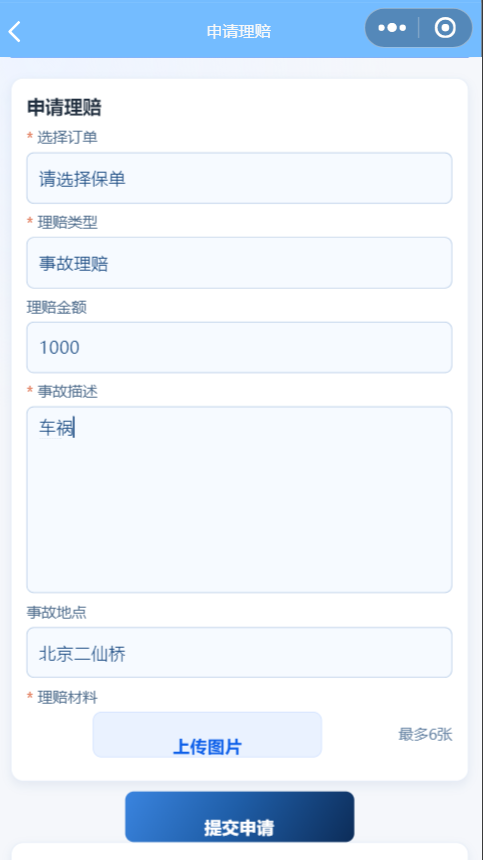 申请理赔
申请理赔
* 选择订单
请选择保单
* 理赔类型
事故理赔
理赔金额
1000
* 事故描述
车祸
事故地点
北京二仙桥
* 理赔材料
上传图片
最多6张
提交申请